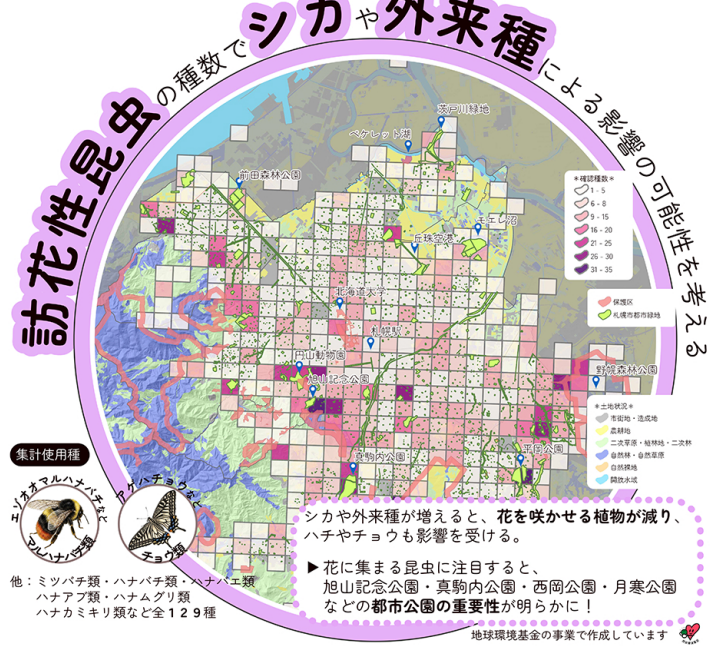 訪花性昆虫の種数でシカや外来種による影響の可能性を考える
茨戸川緑地
ペケレット湖
前田森林公園
モエレ沼
丘珠空港
北海道大学
札幌駅
円山動物園
旭山記念公園
野幌森林公園
平岡公園
真駒内公園
＊確認種数＊
1 - 5
6 - 8
9 - 15
16 - 20
21 - 25
26 - 30
31 - 35
保護区
札幌市都市緑地
＊土地状況＊
市街地・造成地
農耕地
二次草原・植林地・二次林
自然林・自然草原
自然裸地
開放水域
集計使用種
エゾオオマルハナバチなど
マルハナバチ類
アゲハチョウなど
チョウ類
他：ミツバチ類・ハナバチ類・ハナバエ類
ハナアブ類・ハナムグリ類
ハナカミキリ類など全１２９種
シカや外来種が増えると、花を咲かせる植物が減り、
ハチやチョウも影響を受ける。
▶花に集まる昆虫に注目すると、
旭山記念公園・真駒内公園・西岡公園・月寒公園
などの都市公園の重要性が明らかに！
地球環境基金の事業で作成しています